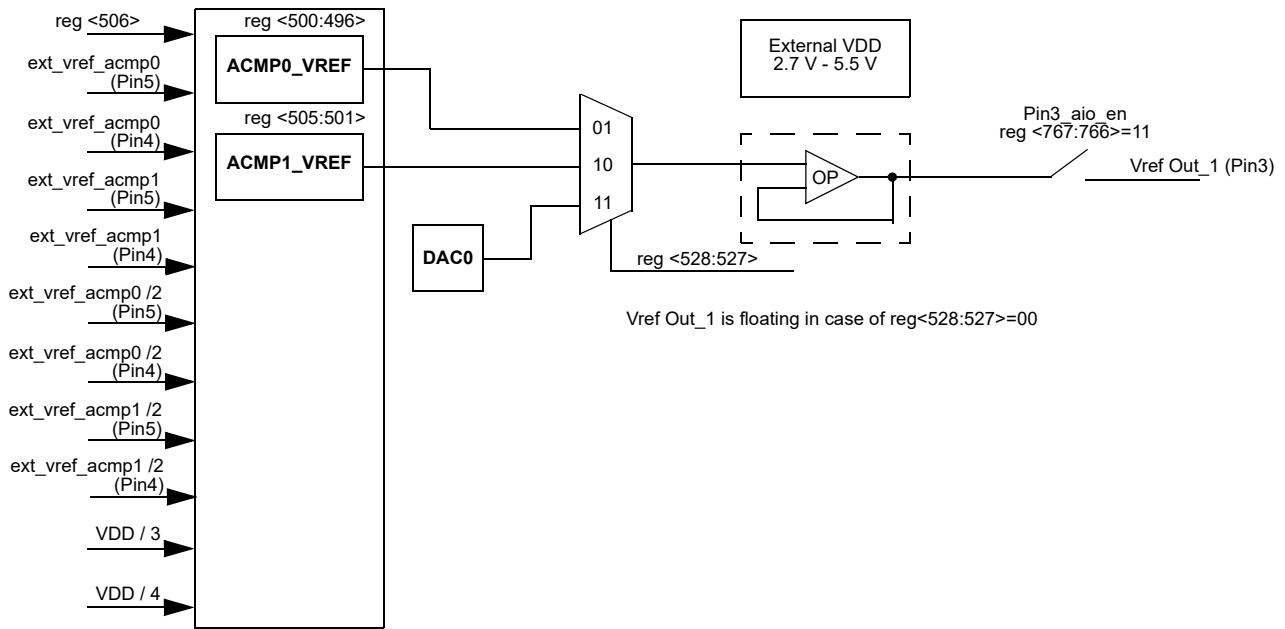 reg <506>
ext_vref_acmp0
(Pin5)
ext_vref_acmp0
(Pin4)
ext_vref_acmp1
(Pin5)
ext_vref_acmp1
(Pin4)
ext_vref_acmp0 /2
(Pin5)
ext_vref_acmp0 /2
(Pin4)
ext_vref_acmp1 /2
(Pin5)
ext_vref_acmp1 /2
(Pin4)
VDD / 3
VDD / 4
reg <500:496>
ACMP0_VREF
reg <505:501>
ACMP1_VREF
DAC0
01
10
11
reg <528:527>
External VDD
2.7 V - 5.5 V
OP
Pin3_aio_en
reg <767:766>=11
Vref Out_1 (Pin3)
Vref Out_1 is floating in case of reg<528:527>=00